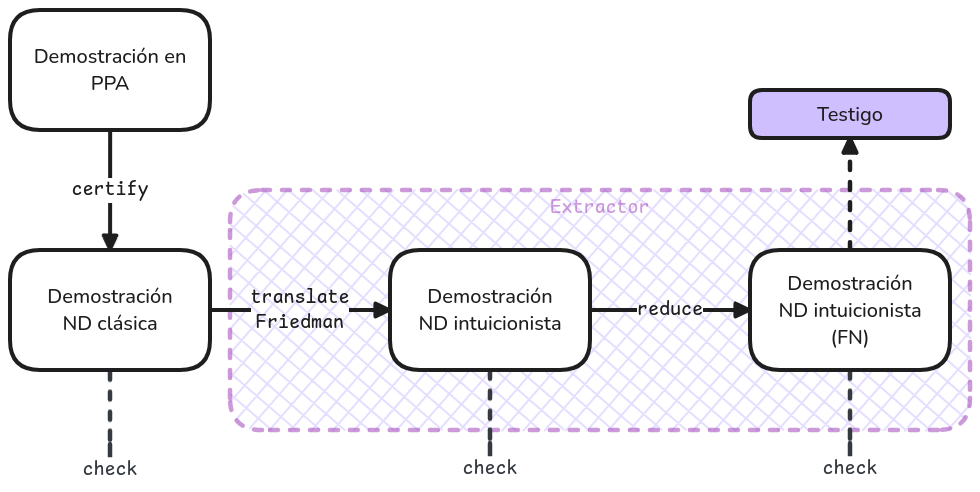 Demostración en
PPA
Testigo
certify
Extractor
Demostración
ND clásica
translate
Friedman
Demostración
ND intuicionista
reduce
Demostración
ND intuicionista
(FN)
check
check
check